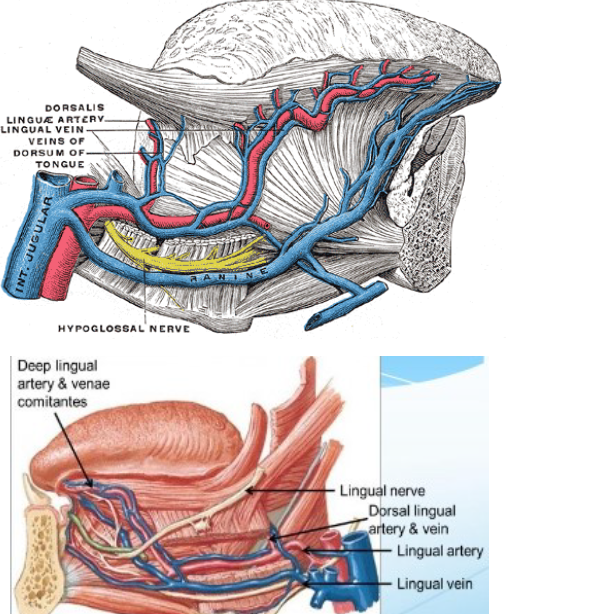 DORSALIS
LINGUÆ ARTERY
LINGUAL VEIN
VEINS OF
DORSUM OF
TONGUE
INT. JUGULAR
RANINE
HYPOGLOSSAL NERVE
Deep lingual
artery & venae
comitantes
Lingual nerve
Dorsal lingual
artery & vein
Lingual artery
Lingual vein